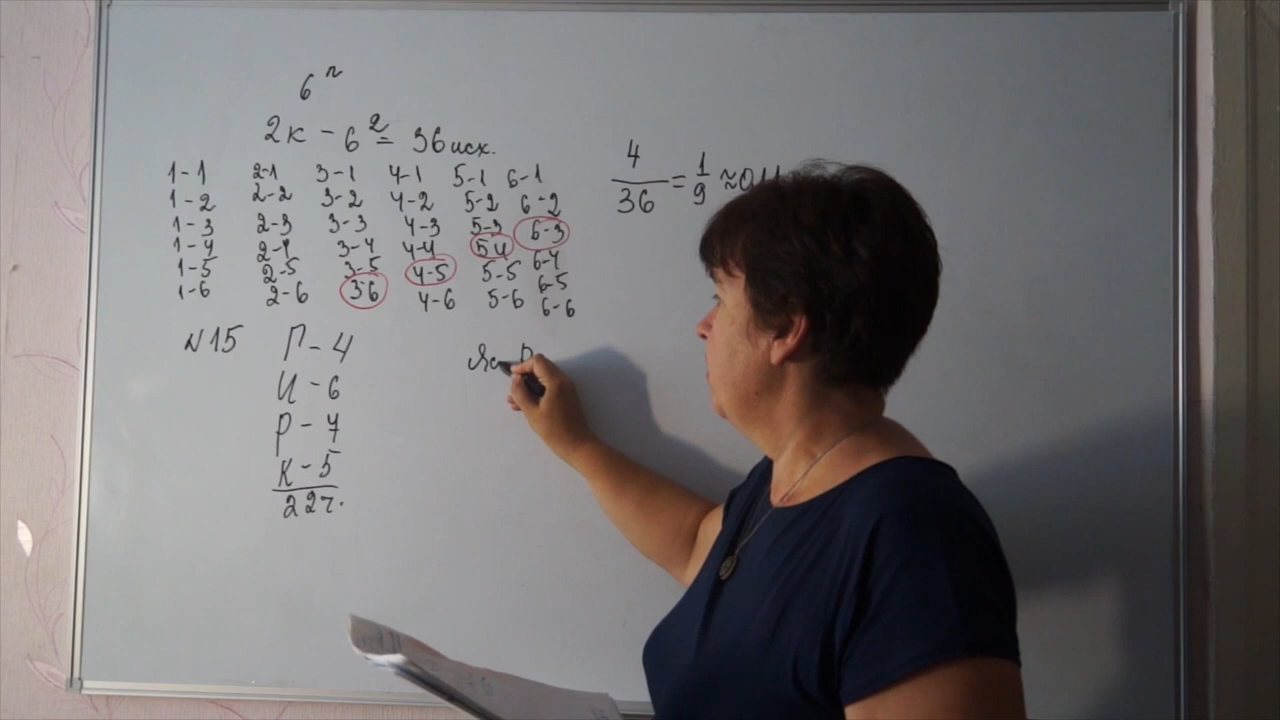 6ⁿ
2к - 6² = 36 исх.
1-1 2-1 3-1 4-1 5-1 6-1
1-2 2-2 3-2 4-2 5-2 6-2
1-3 2-3 3-3 4-3 5-3 6-3
1-4 2-4 3-4 4-4 5 4 6-4
1-5 2-5 3-5 4-5 5-5 6-5
1-6 2-6 3 6 4-6 5-6 6-6
4/36 = 1/9 ≈ 0,11
N15 Г-4
И-6
Р-7
К-5
22ч.